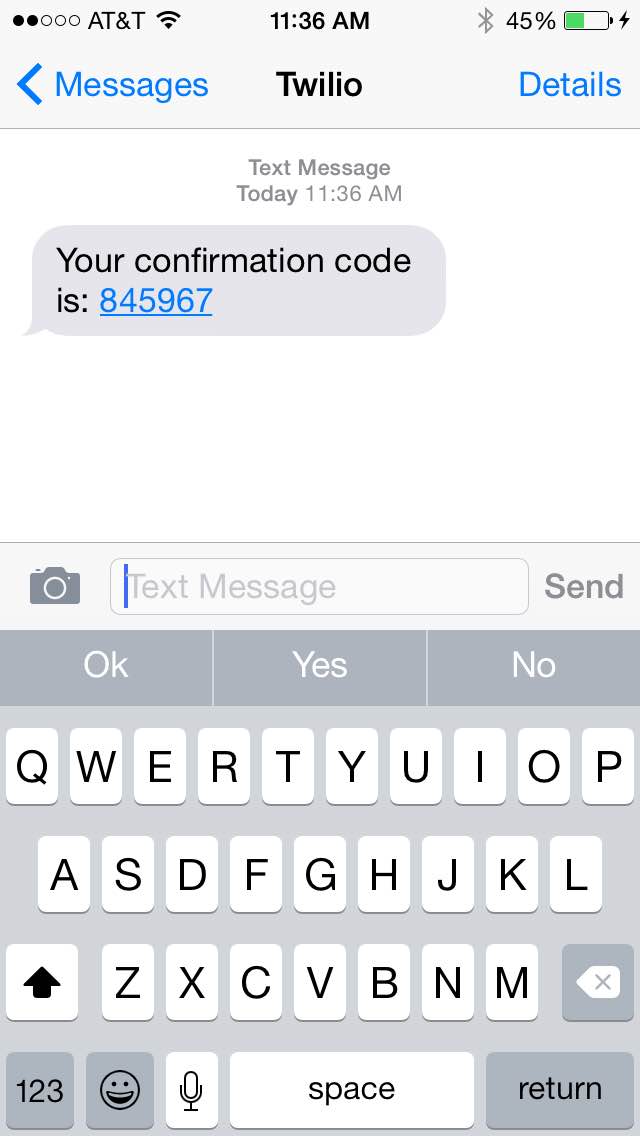 AT&T 11:36 AM 45%
Messages Twilio Details
Text Message
Today 11:36 AM
Your confirmation code
is: 845967
Text Message Send
Ok Yes No
Q W E R T Y U I O P
A S D F G H J K L
Z X C V B N M
123 space return